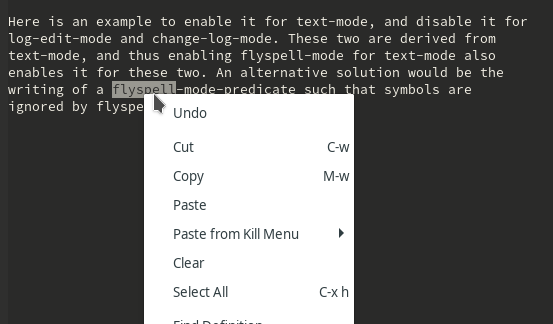 Here is an example to enable it for text-mode, and disable it for
log-edit-mode and change-log-mode. These two are derived from
text-mode, and thus enabling flyspell-mode for text-mode also
enables it for these two. An alternative solution would be the
writing of a flyspell-mode-predicate such that symbols are
ignored by flyspe
Undo
Cut C-w
Copy M-w
Paste
Paste from Kill Menu
Clear
Select All C-x h
Find Definition